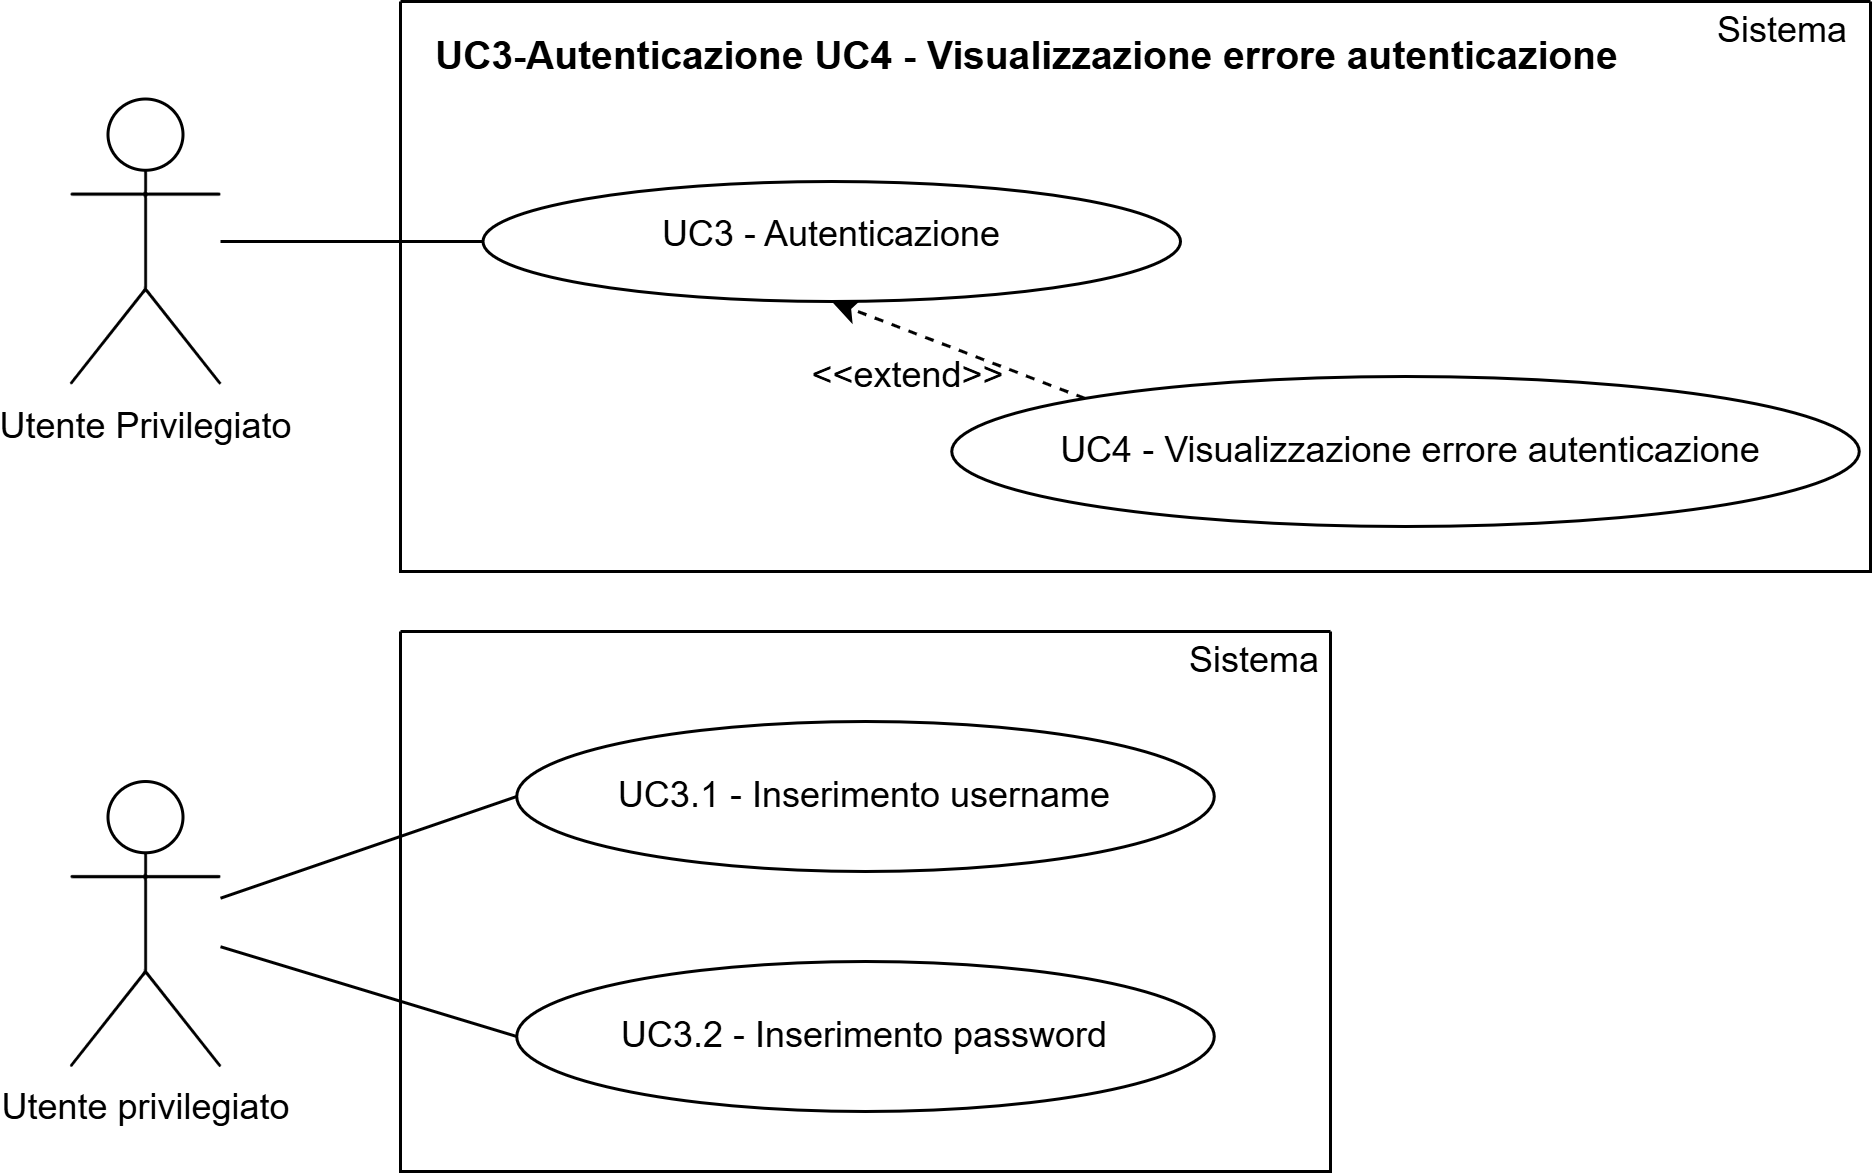 Sistema
UC3-Autenticazione UC4 - Visualizzazione errore autenticazione
UC3 - Autenticazione
<<extend>>
Utente Privilegiato
UC4 - Visualizzazione errore autenticazione
Sistema
UC3.1 - Inserimento username
UC3.2 - Inserimento password
Utente privilegiato